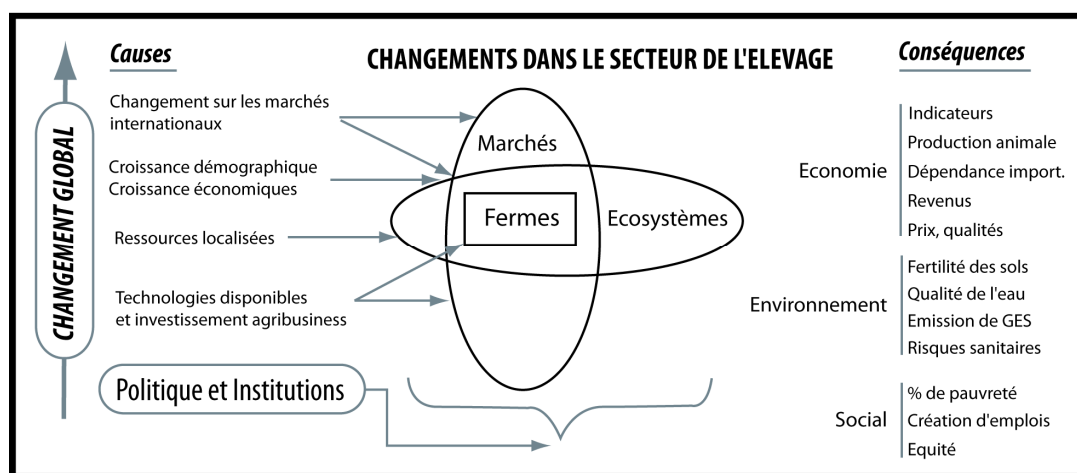 Causes
CHANGEMENTS DANS LE SECTEUR DE L'ELEVAGE
Conséquences
CHANGEMENT GLOBAL
Changement sur les marchés
internationaux
Croissance démographique
Croissance économiques
Ressources localisées
Technologies disponibles
et investissement agribusiness
Politique et Institutions
Marchés
Fermes
Ecosystèmes
Economie
Indicateurs
Production animale
Dépendance import.
Revenus
Prix, qualités
Environnement
Fertilité des sols
Qualité de l'eau
Emission de GES
Risques sanitaires
Social
% de pauvreté
Création d'emplois
Equité